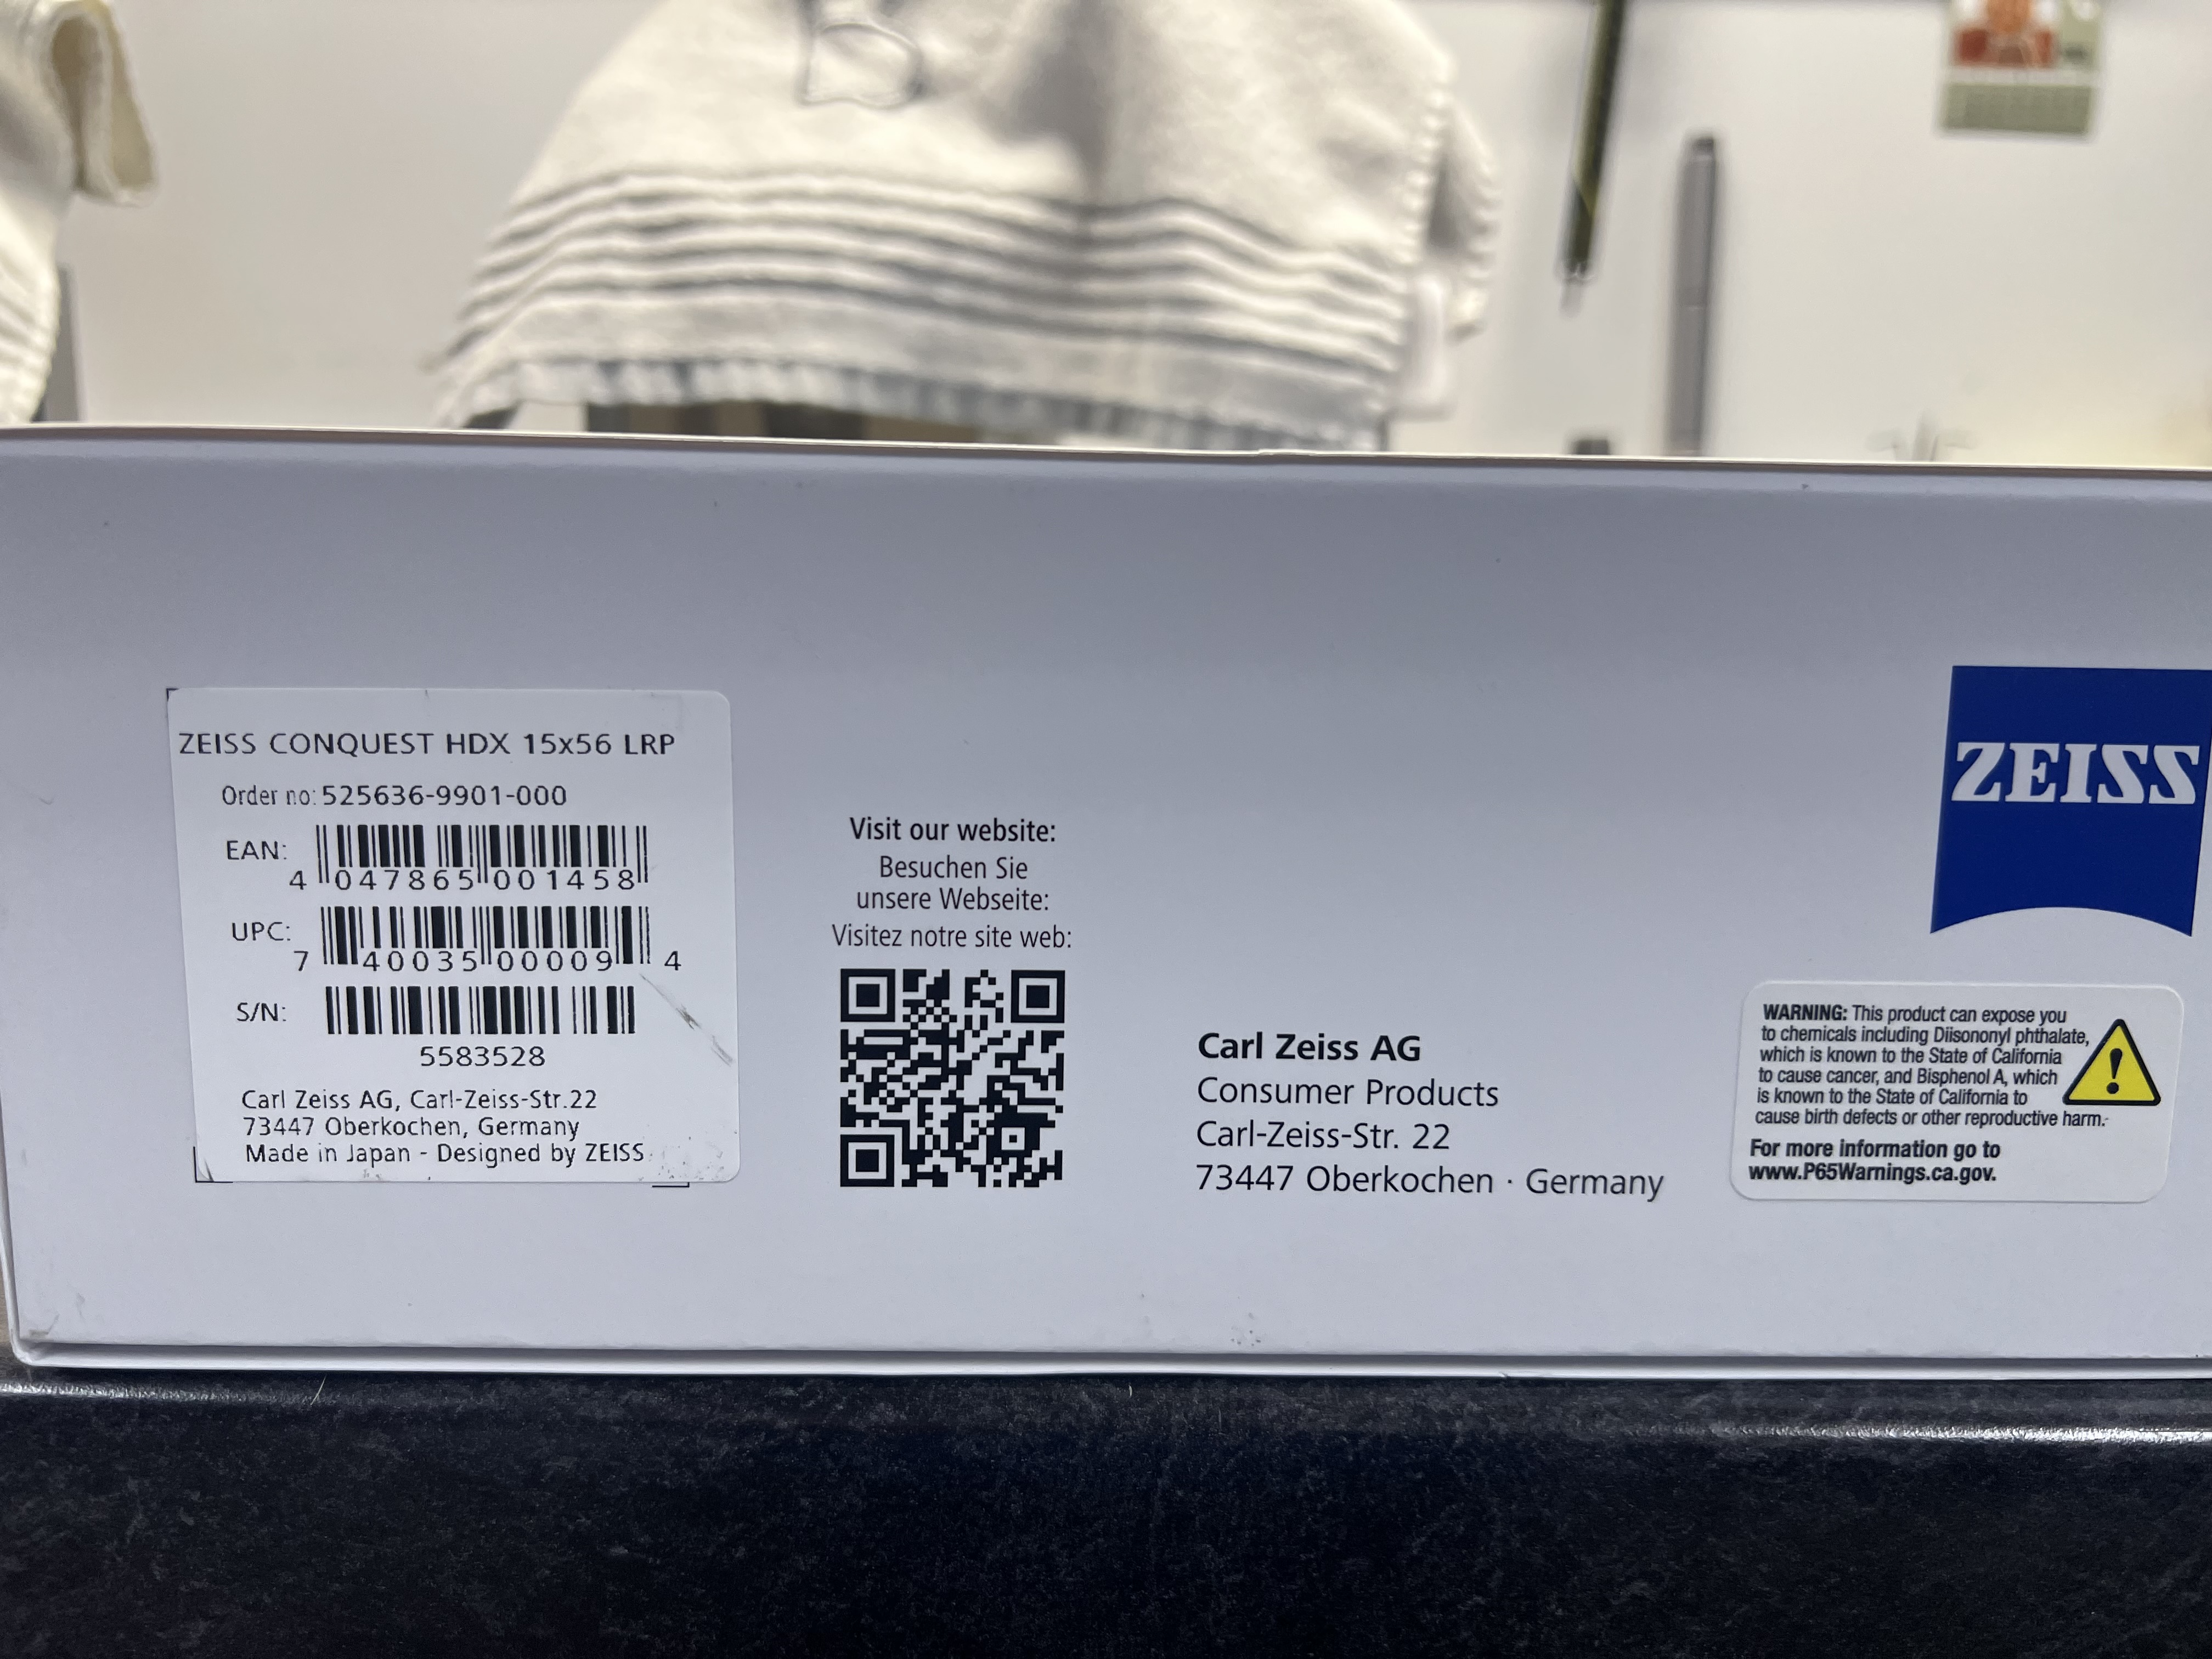 ZEISS CONQUEST HDX 15x56 LRP
Order no: 525636-9901-000
EAN:
4 047865 001458
UPC:
7 40035 00009 4
S/N:
5583528
Carl Zeiss AG, Carl-Zeiss-Str.22
73447 Oberkochen, Germany
Made in Japan - Designed by ZEISS
Visit our website:
Besuchen Sie
unsere Webseite:
Visitez notre site web:
Carl Zeiss AG
Consumer Products
Carl-Zeiss-Str. 22
73447 Oberkochen · Germany
ZEISS
WARNING: This product can expose you
to chemicals including Diisononyl phthalate,
which is known to the State of California
to cause cancer, and Bisphenol A, which
is known to the State of California to
cause birth defects or other reproductive harm.
For more information go to
www.P65Warnings.ca.gov.